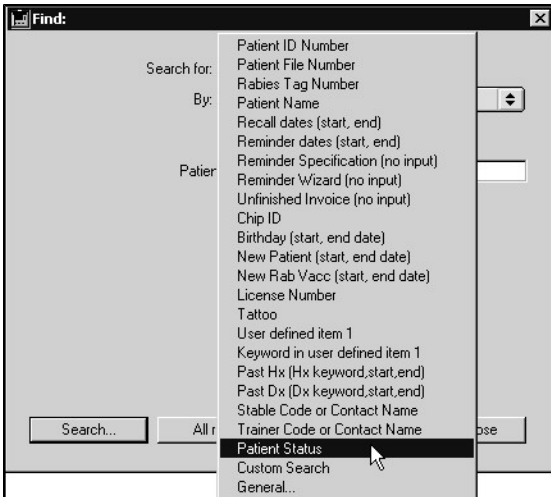 Find:
Search for:
By:
Patien
Patient ID Number
Patient File Number
Rabies Tag Number
Patient Name
Recall dates (start, end)
Reminder dates (start, end)
Reminder Specification (no input)
Reminder Wizard (no input)
Unfinished Invoice (no input)
Chip ID
Birthday (start, end date)
New Patient (start, end date)
New Rab Vacc (start, end date)
License Number
Tattoo
User defined item 1
Keyword in user defined item 1
Past Hx (Hx keyword,start,end)
Past Dx (Dx keyword,start,end)
Stable Code or Contact Name
Trainer Code or Contact Name
Patient Status
Custom Search
General...
Search...
All r
ose